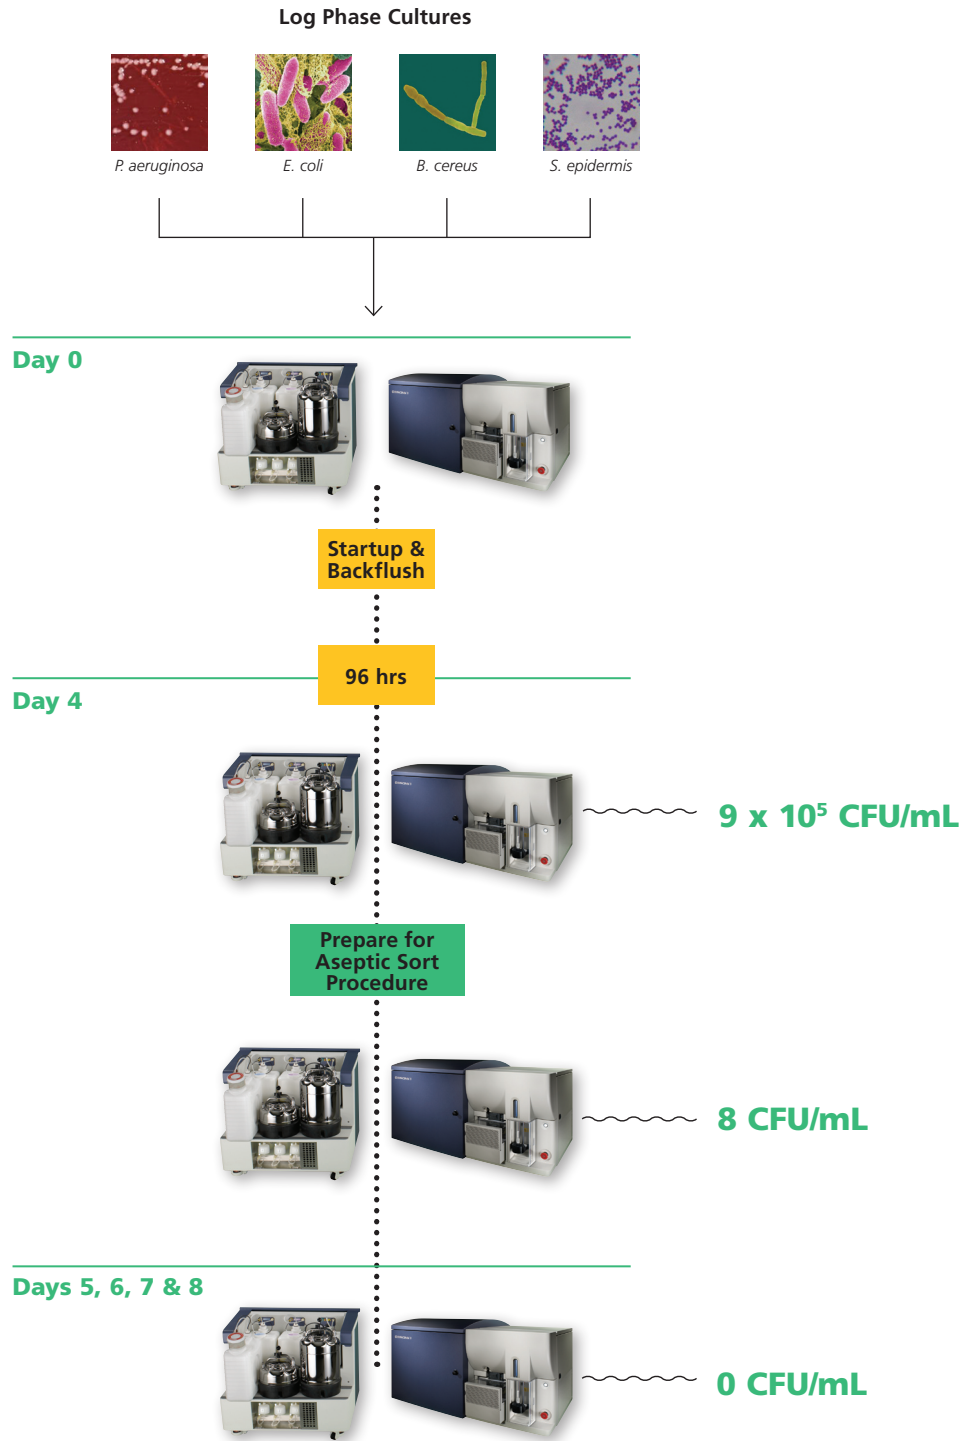 Log Phase Cultures
P. aeruginosa
E. coli
B. cereus
S. epidermis
Day 0
Startup &
Backflush
96 hrs
Day 4
9 x 10⁵ CFU/mL
Prepare for
Aseptic Sort
Procedure
8 CFU/mL
Days 5, 6, 7 & 8
0 CFU/mL